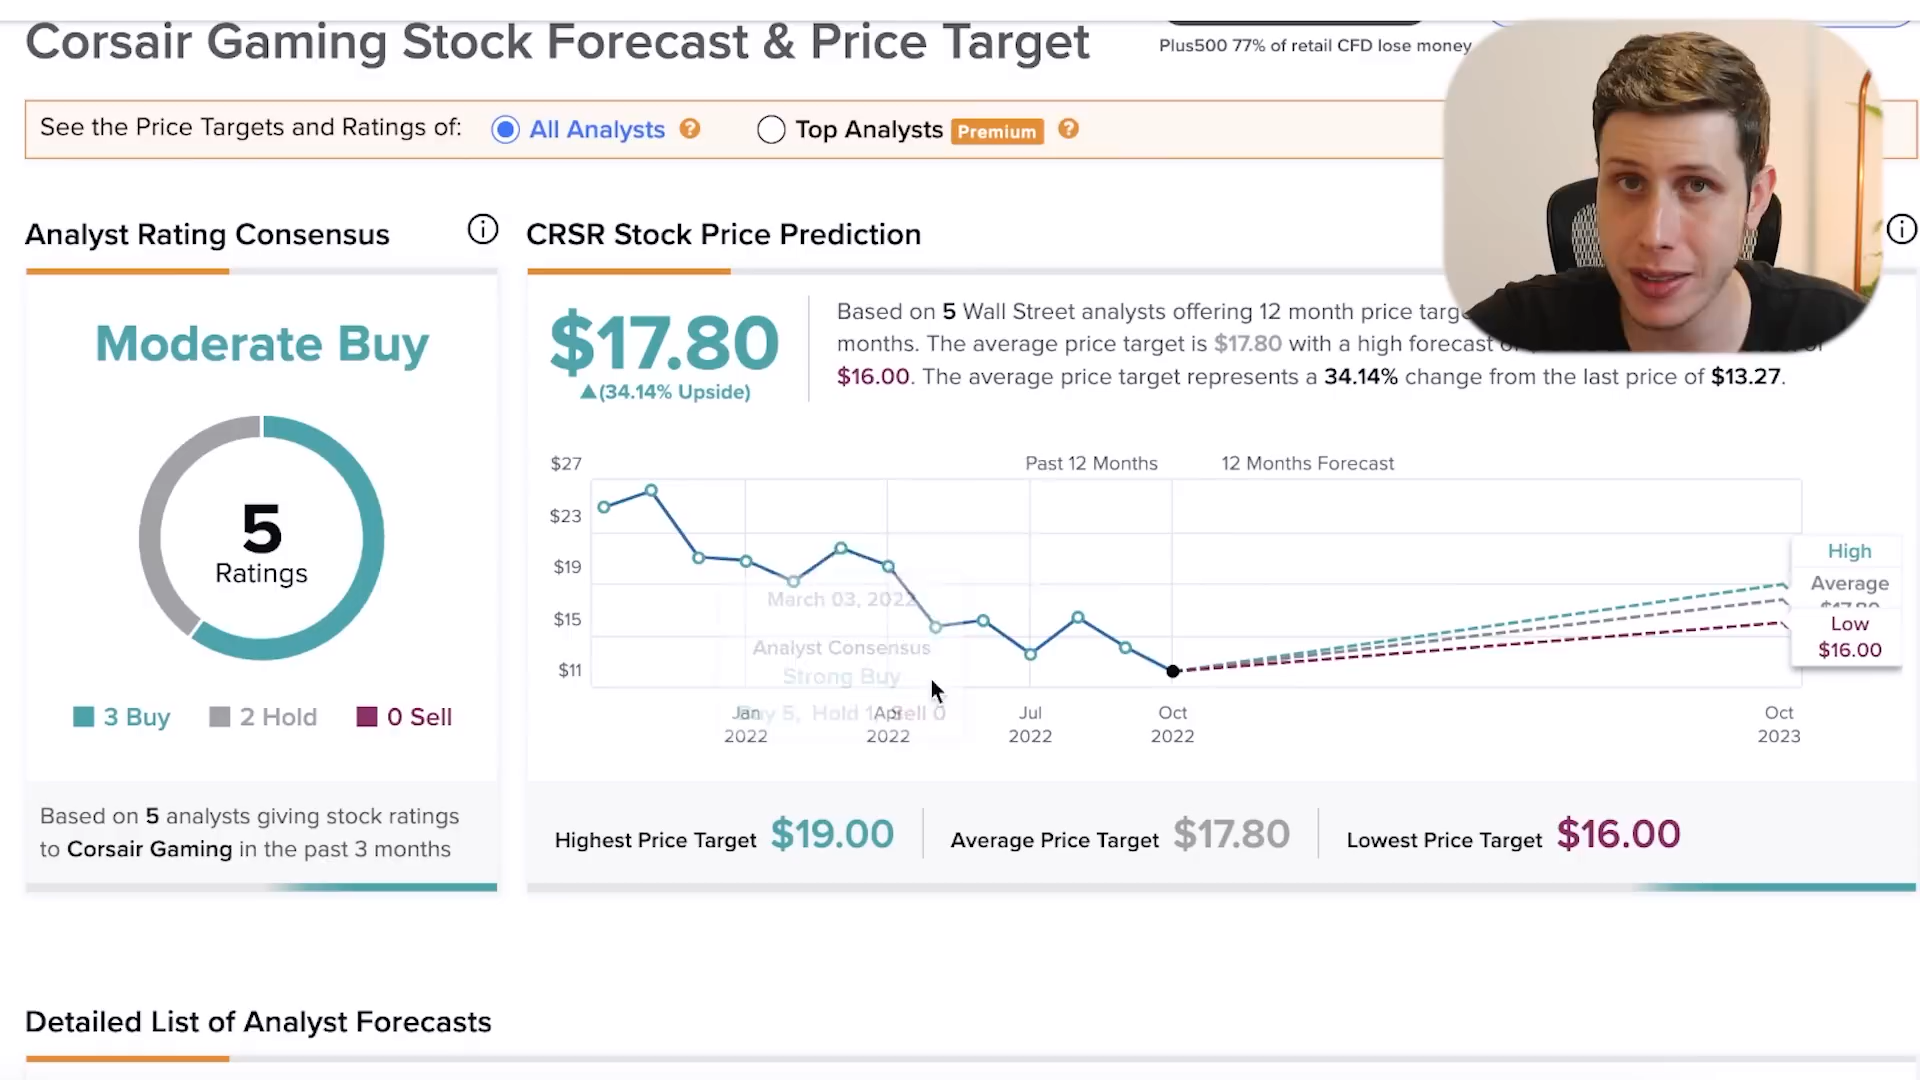 Corsair Gaming Stock Forecast & Price Target
Plus500 77% of retail CFD lose money
See the Price Targets and Ratings of:
All Analysts ?
Top Analysts Premium ?
Analyst Rating Consensus
Moderate Buy
5
Ratings
3 Buy
2 Hold
0 Sell
Based on 5 analysts giving stock ratings
to Corsair Gaming in the past 3 months
CRSR Stock Price Prediction
$17.80
▲(34.14% Upside)
Based on 5 Wall Street analysts offering 12 month price
months. The average price target is $17.80 with a high forecast
$16.00. The average price target represents a 34.14% change from the last price of $13.27.
Past 12 Months
12 Months Forecast
$27
$23
$19
$15
$11
March 03, 2022
Analyst Consensus
Strong Buy
Buy 5, Hold 1, Sell 0
Jan
2022
Apr
2022
Jul
2022
Oct
2022
Oct
2023
High
Average
$17.80
Low
$16.00
Highest Price Target $19.00
Average Price Target $17.80
Lowest Price Target $16.00
Detailed List of Analyst Forecasts